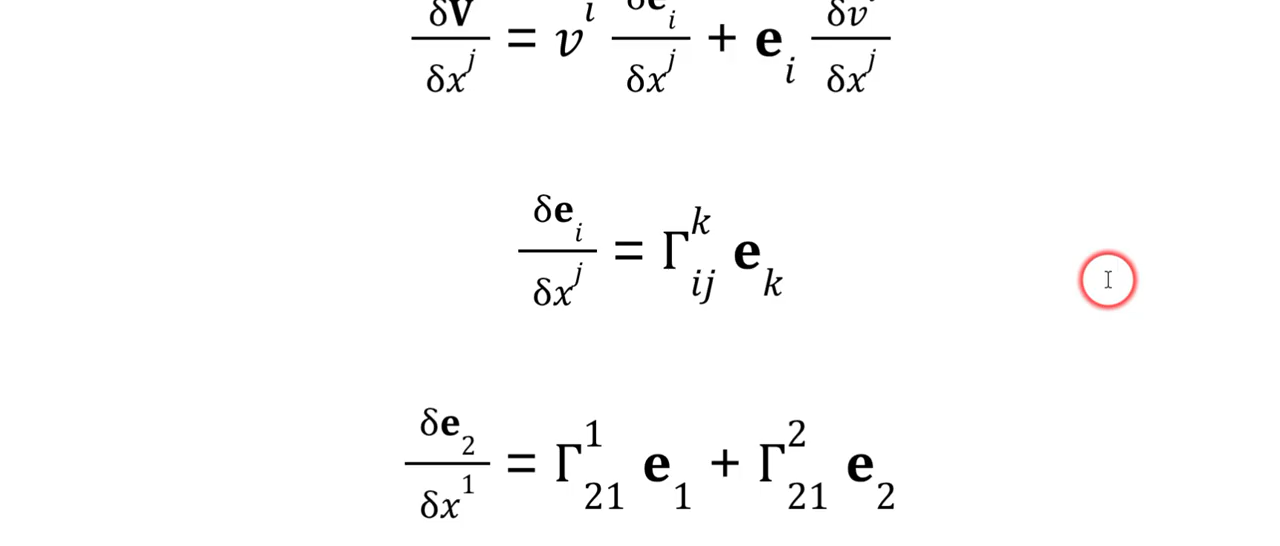 δV/δx^j = v^i δe_i/δx^j + e_i δv/δx^j
δe_i/δx^j = Γ^k_ij e_k
δe_2/δx^1 = Γ^1_21 e_1 + Γ^2_21 e_2